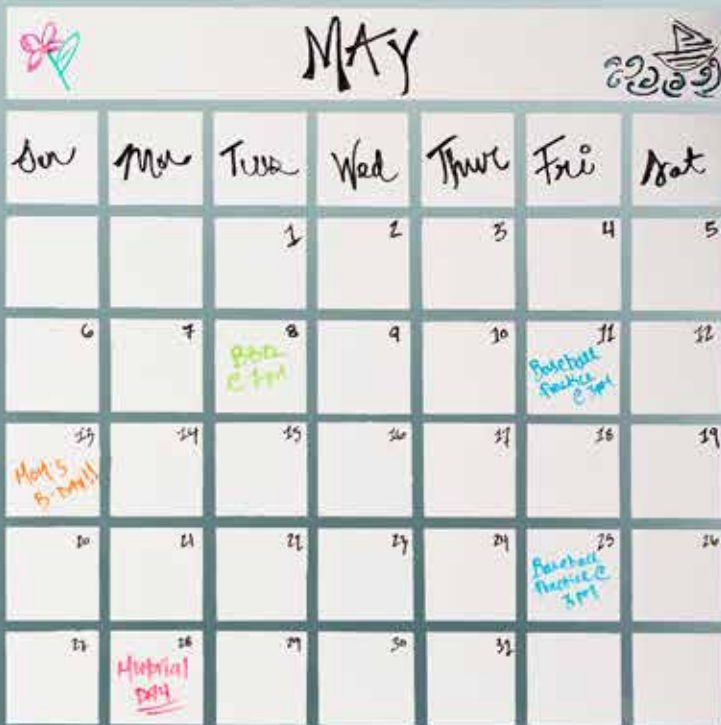 MAY
Sun Mon Tues Wed Thur Fri Sat
1 2 3 4 5
6 7 8 9 10 11 12
BBQ
@ 7pm
Baseball
Practice
@ 3pm
13 14 15 16 17 18 19
Mom's
B-DAY!!
20 21 22 23 24 25 26
Baseball
Practice @
3pm
27 28 29 30 31
Memorial
DAY